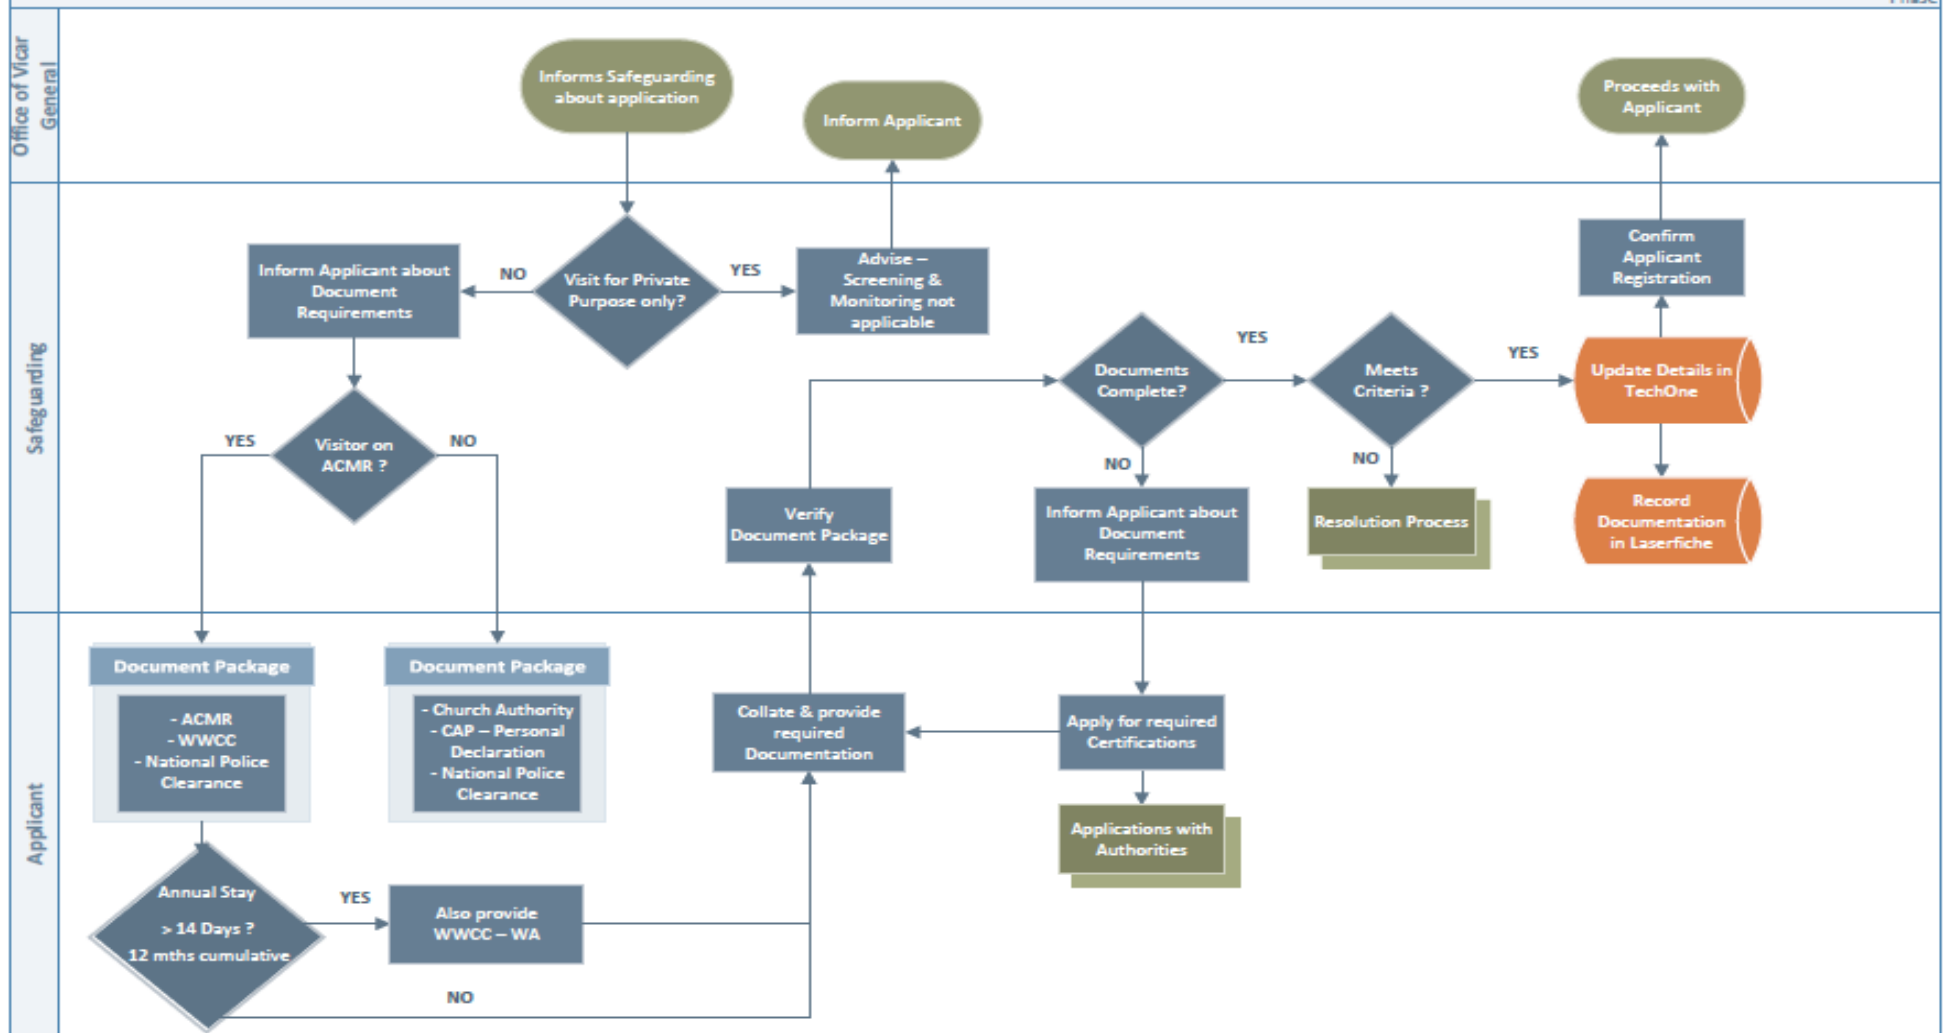 Phase
Office of Vicar
General
Informs Safeguarding
about application
Inform Applicant
Proceeds with
Applicant
Safeguarding
Inform Applicant about
Document
Requirements
NO
Visit for Private
Purpose only?
YES
Advise –
Screening &
Monitoring not
applicable
Confirm
Applicant
Registration
Documents
Complete?
YES
Meets
Criteria ?
YES
Update Details in
TechOne
YES
Visitor on
ACMR ?
NO
NO
NO
Verify
Document Package
Inform Applicant about
Document
Requirements
Resolution Process
Record
Documentation
in Laserfiche
Applicant
Document Package
- ACMR
- WWCC
- National Police
Clearance
Document Package
- Church Authority
- CAP – Personal
Declaration
- National Police
Clearance
Collate & provide
required
Documentation
Apply for required
Certifications
Applications with
Authorities
Annual Stay
> 14 Days ?
12 mths cumulative
YES
Also provide
WWCC – WA
NO